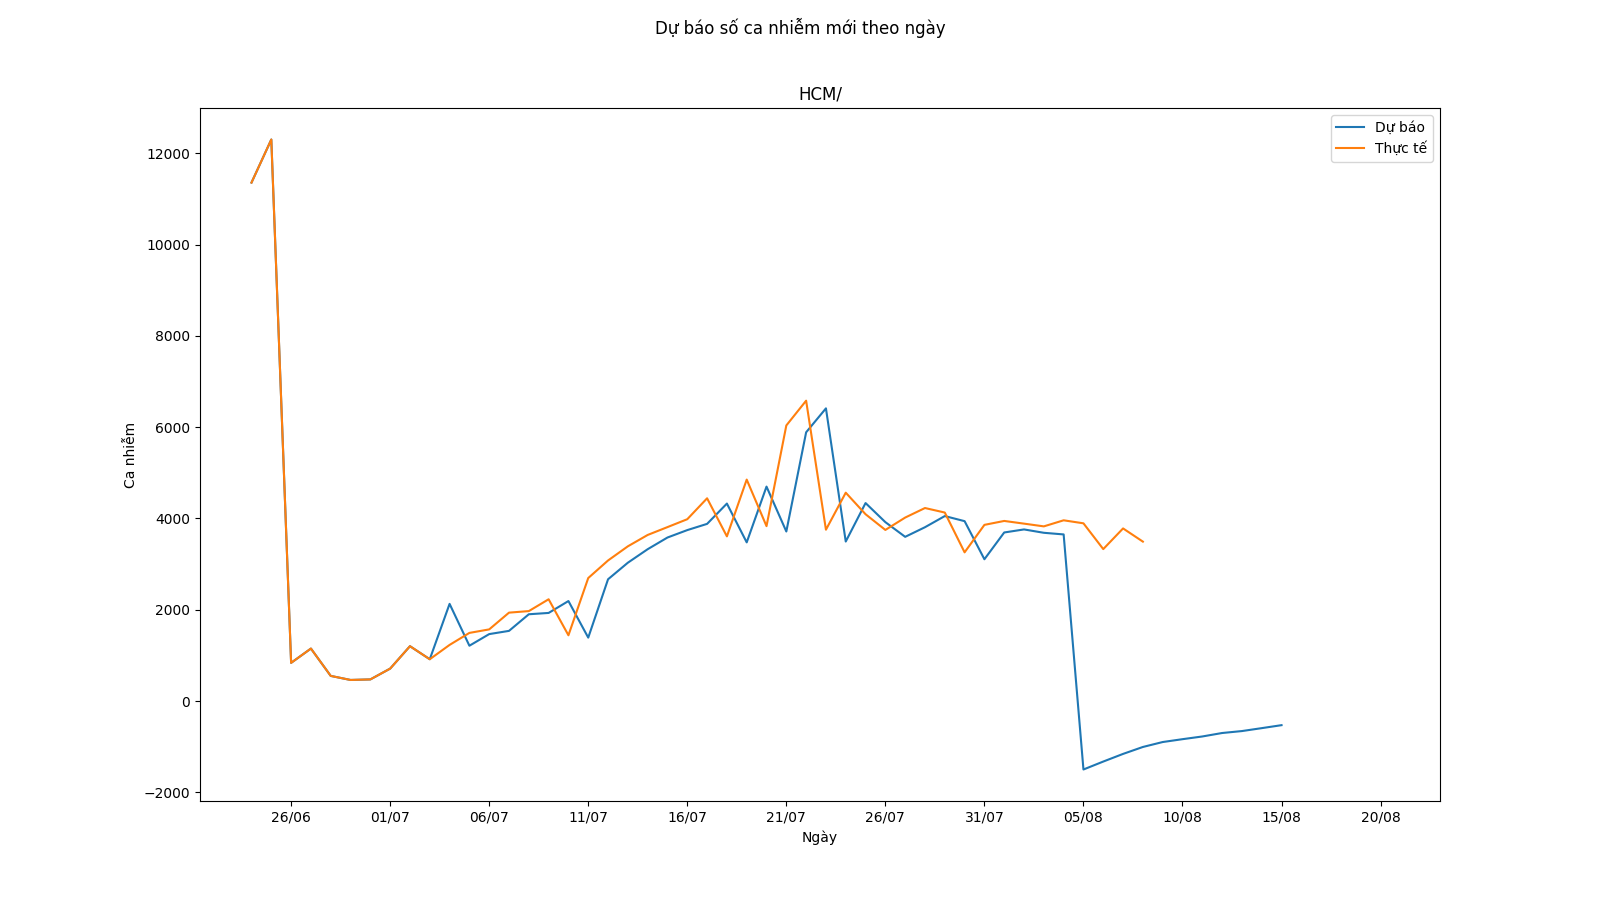 Dự báo số ca nhiễm mới theo ngày
HCM/
Dự báo
Thực tế
12000
10000
8000
6000
4000
2000
0
−2000
Ca nhiễm
26/06 01/07 06/07 11/07 16/07 21/07 26/07 31/07 05/08 10/08 15/08 20/08
Ngày